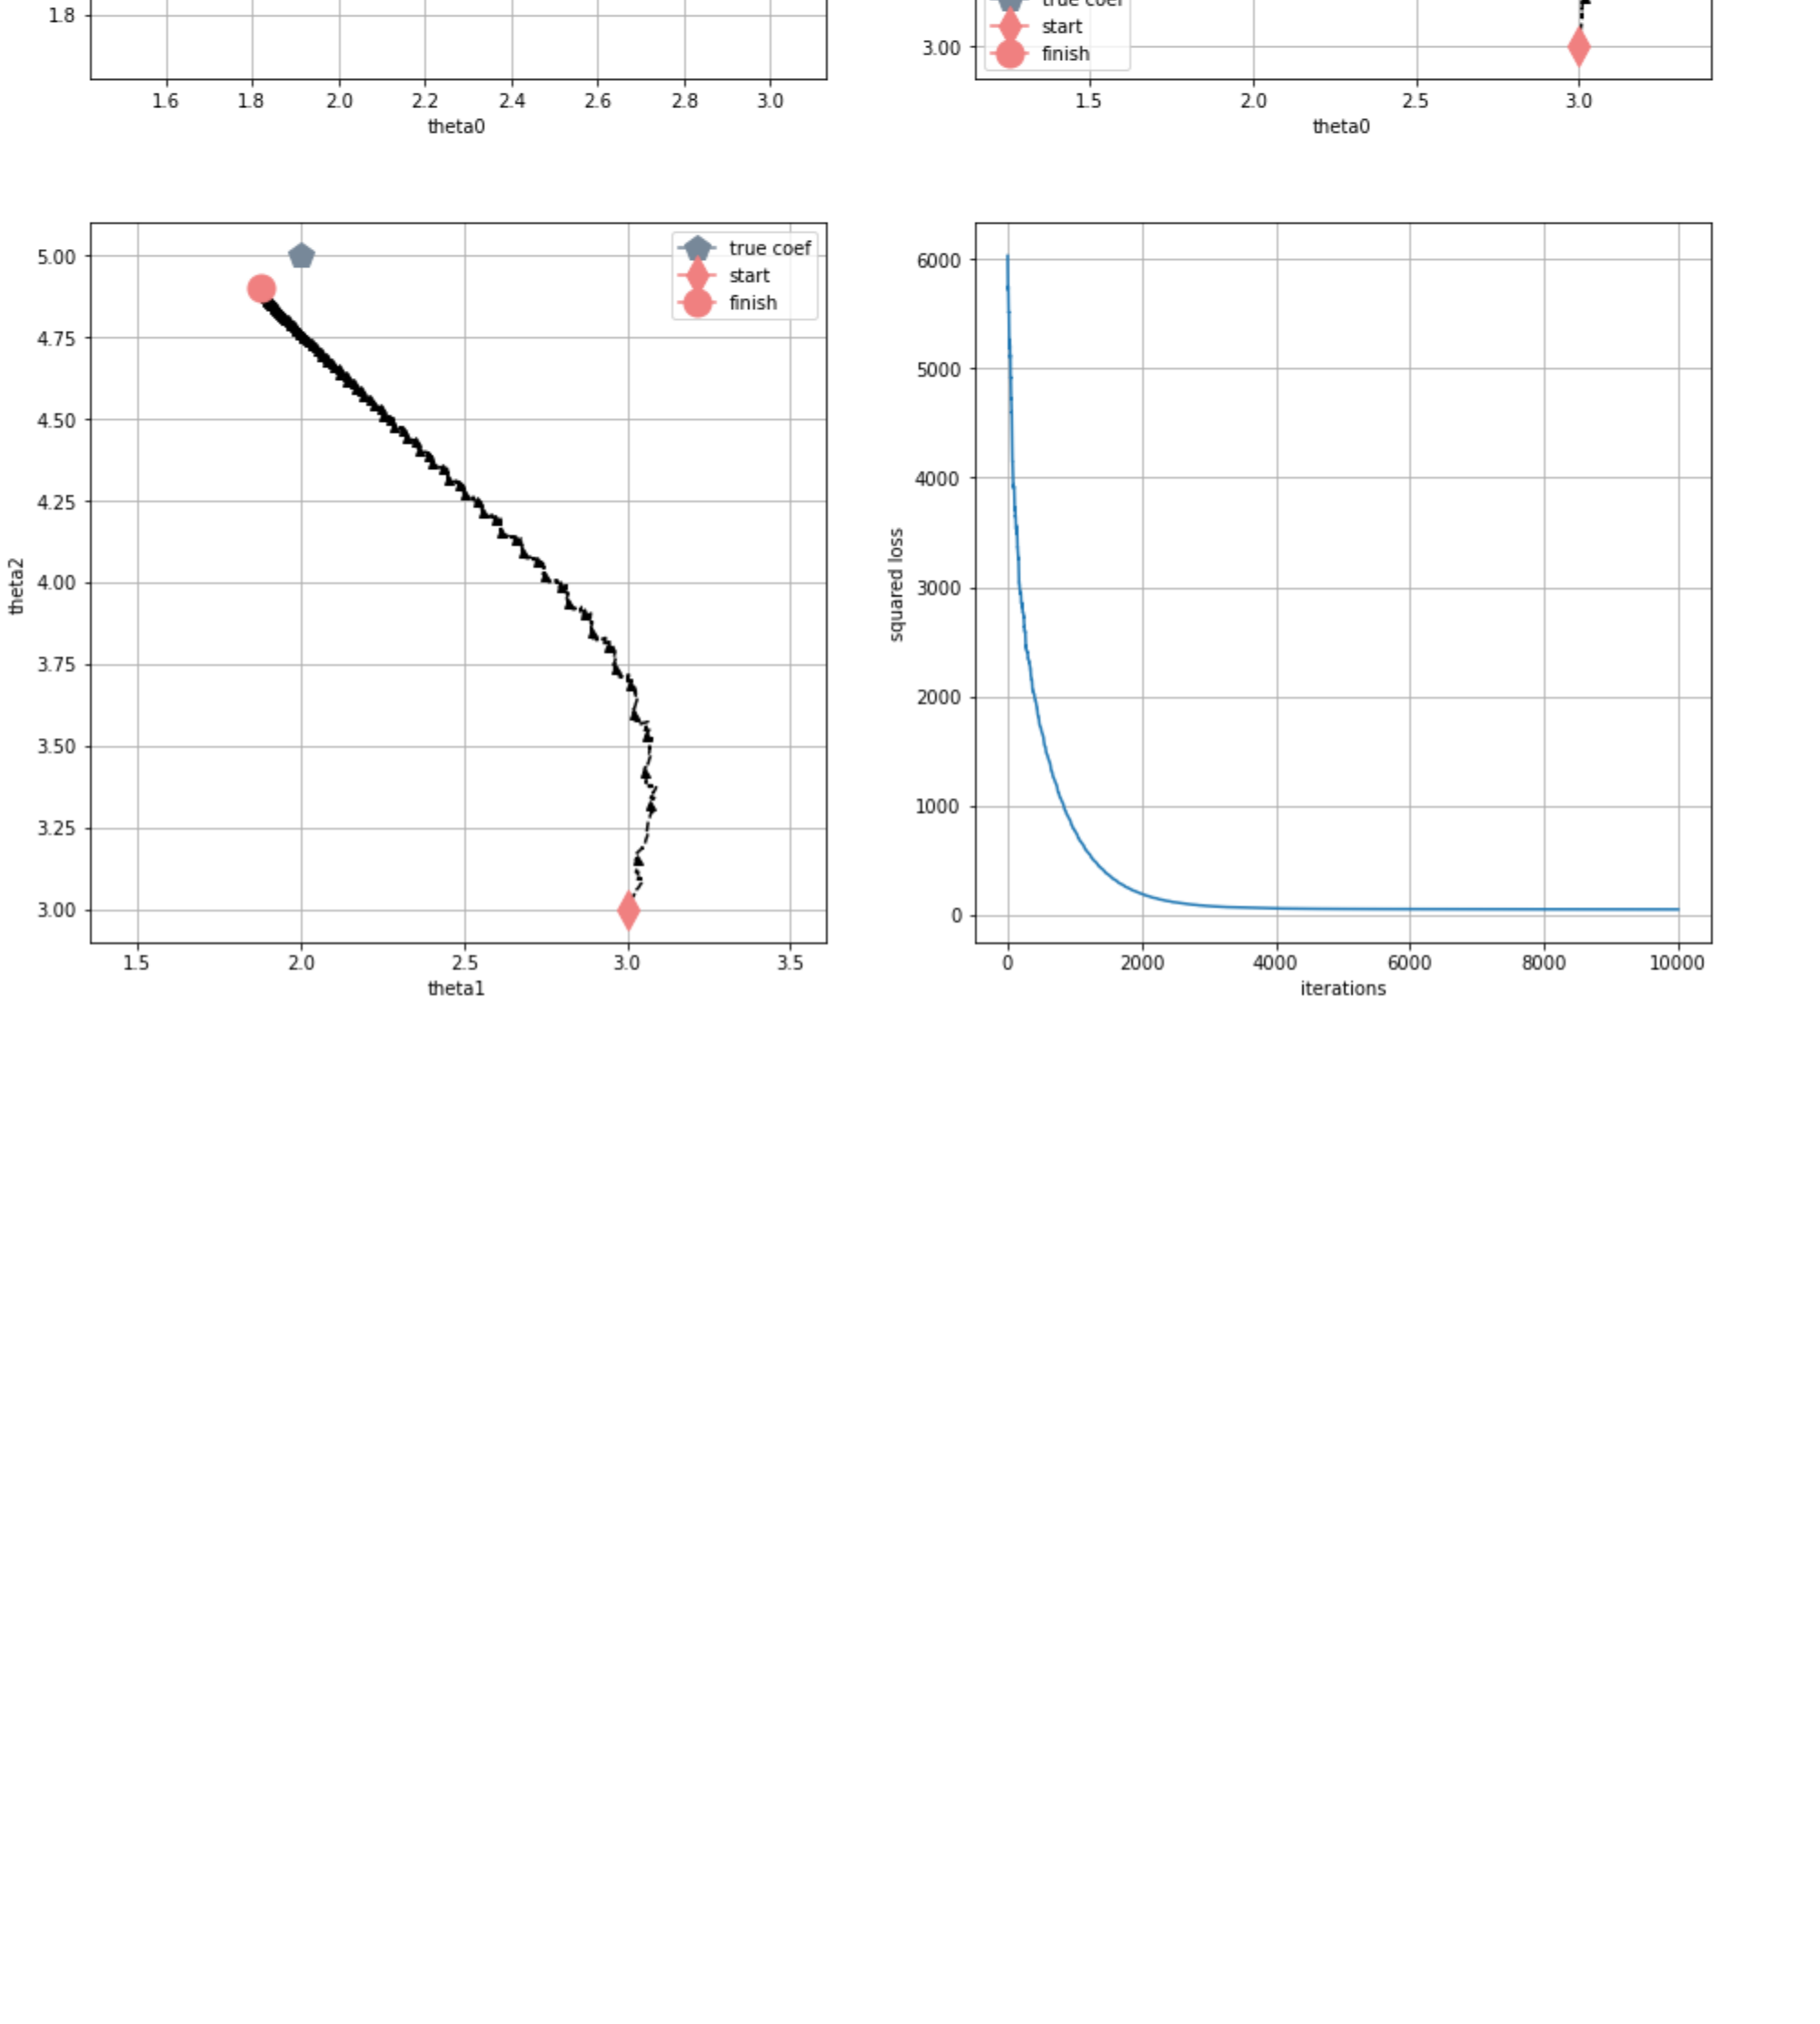 1.8
1.6 1.8 2.0 2.2 2.4 2.6 2.8 3.0
theta0
true coef
start
finish
3.00
1.5 2.0 2.5 3.0
theta0
5.00
4.75
4.50
4.25
4.00
3.75
3.50
3.25
3.00
theta2
true coef
start
finish
1.5 2.0 2.5 3.0 3.5
theta1
6000
5000
4000
3000
2000
1000
0
squared loss
0 2000 4000 6000 8000 10000
iterations